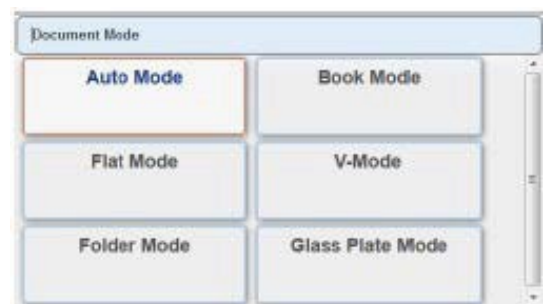 Document Mode
Auto Mode
Book Mode
Flat Mode
V-Mode
Folder Mode
Glass Plate Mode